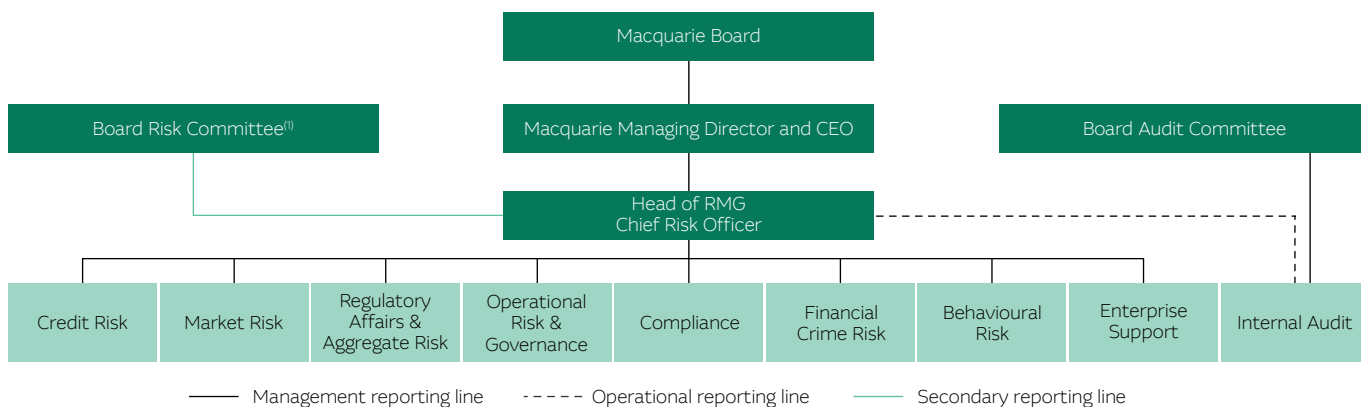 Macquarie Board
Board Risk Committee(1)
Macquarie Managing Director and CEO
Board Audit Committee
Head of RMG
Chief Risk Officer
Credit Risk
Market Risk
Regulatory
Affairs &
Aggregate Risk
Operational
Risk &
Governance
Compliance
Financial
Crime Risk
Behavioural
Risk
Enterprise
Support
Internal Audit
Management reporting line
Operational reporting line
Secondary reporting line